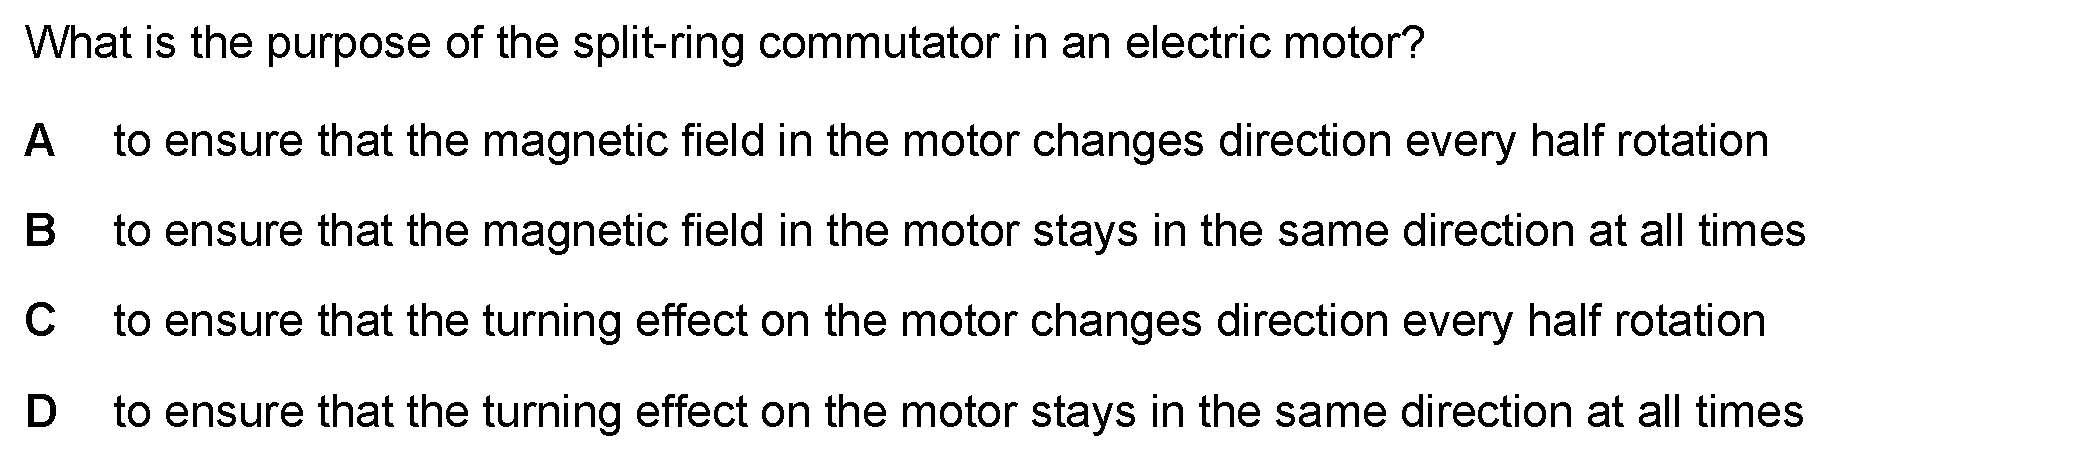 What is the purpose of the split-ring commutator in an electric motor?
A to ensure that the magnetic field in the motor changes direction every half rotation
B to ensure that the magnetic field in the motor stays in the same direction at all times
C to ensure that the turning effect on the motor changes direction every half rotation
D to ensure that the turning effect on the motor stays in the same direction at all times